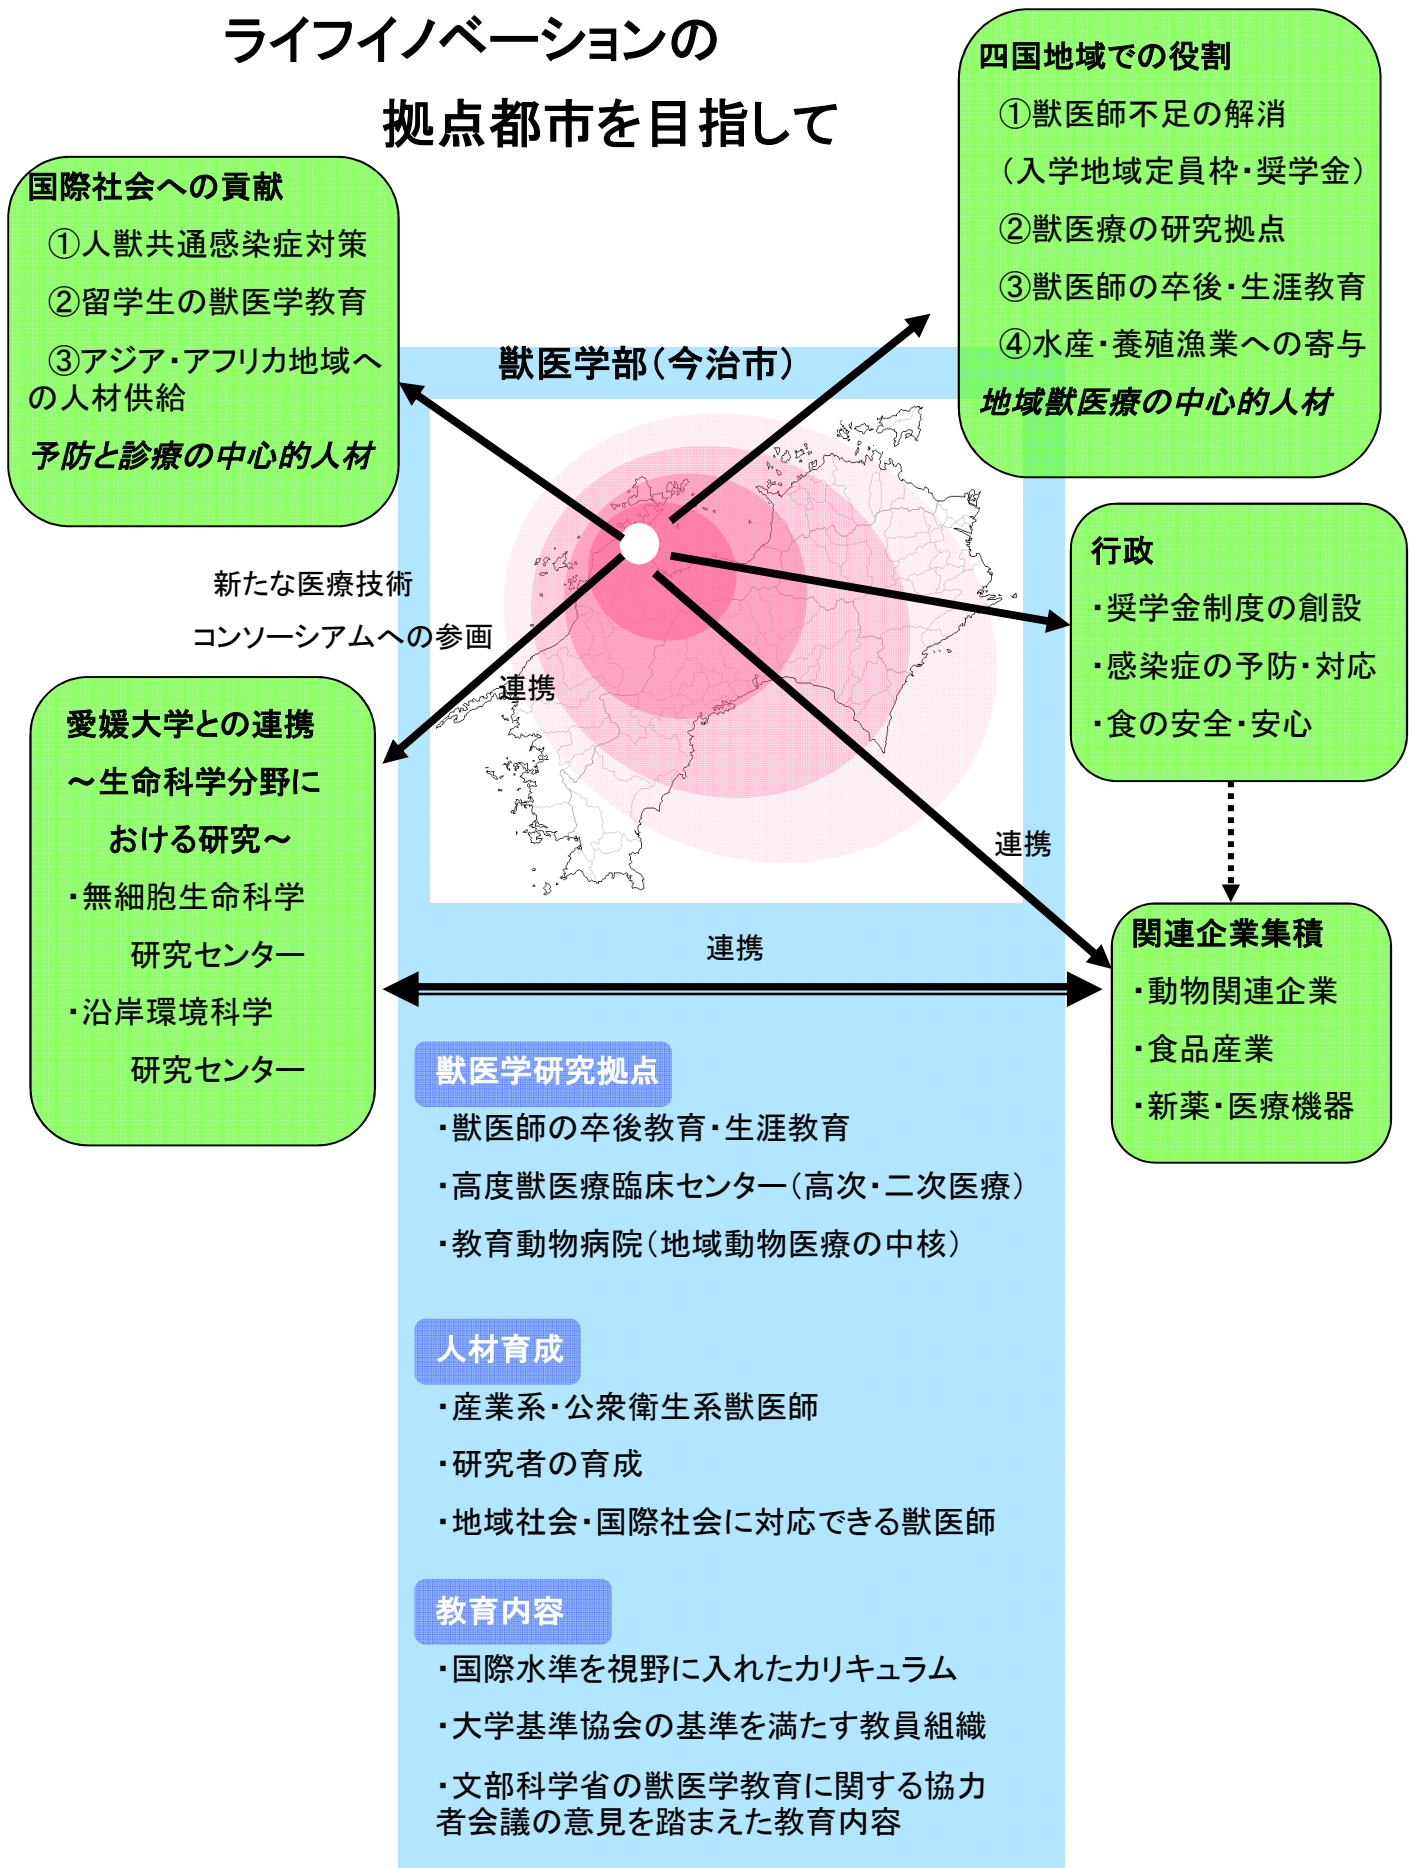 ライフイノベーションの
拠点都市を目指して
国際社会への貢献
①人獣共通感染症対策
②留学生の獣医学教育
③アジア・アフリカ地域へ
の人材供給
予防と診療の中心的人材
四国地域での役割
①獣医師不足の解消
（入学地域定員枠・奨学金）
②獣医療の研究拠点
③獣医師の卒後・生涯教育
④水産・養殖漁業への寄与
地域獣医療の中心的人材
獣医学部（今治市）
新たな医療技術
コンソーシアムへの参画
連携
行政
・奨学金制度の創設
・感染症の予防・対応
・食の安全・安心
愛媛大学との連携
～生命科学分野に
おける研究～
・無細胞生命科学
研究センター
・沿岸環境科学
研究センター
連携
連携
関連企業集積
・動物関連企業
・食品産業
・新薬・医療機器
獣医学研究拠点
・獣医師の卒後教育・生涯教育
・高度獣医療臨床センター（高次・二次医療）
・教育動物病院（地域動物医療の中核）
人材育成
・産業系・公衆衛生系獣医師
・研究者の育成
・地域社会・国際社会に対応できる獣医師
教育内容
・国際水準を視野に入れたカリキュラム
・大学基準協会の基準を満たす教員組織
・文部科学省の獣医学教育に関する協力
者会議の意見を踏まえた教育内容